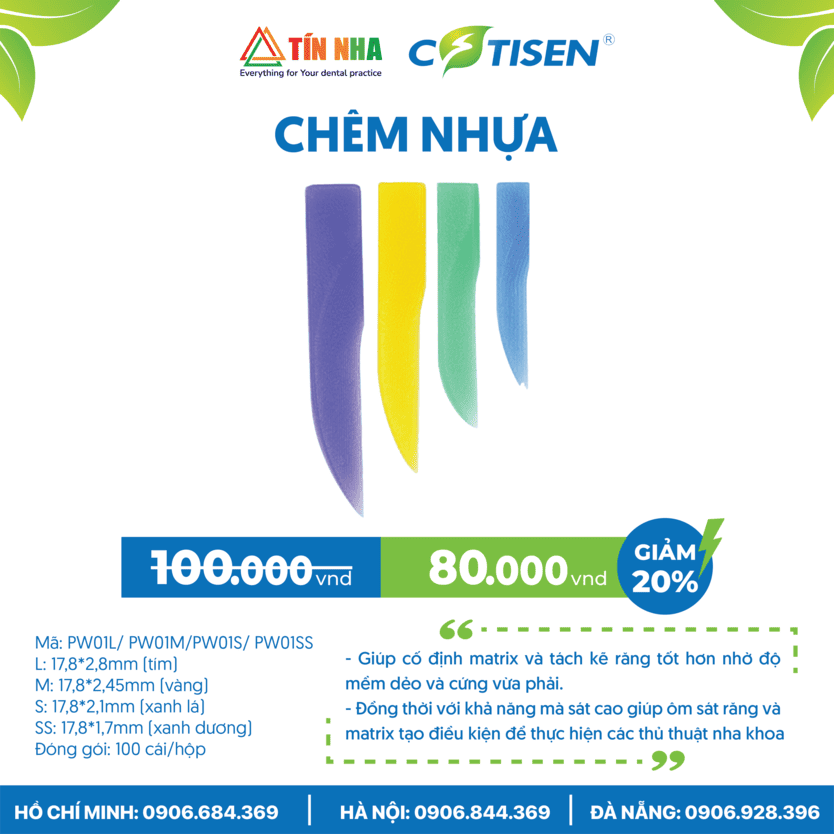 TÍN NHA
Everything for Your dental practice
COTISEN®
CHÊM NHỰA
100.000 vnd
80.000 vnd
GIẢM
20%
Mã: PW01L/ PW01M/PW01S/ PW01SS
L: 17,8*2,8mm (tím)
M: 17,8*2,45mm (vàng)
S: 17,8*2,1mm (xanh lá)
SS: 17,8*1,7mm (xanh dương)
Đóng gói: 100 cái/hộp
- Giúp cố định matrix và tách kẽ răng tốt hơn nhờ độ
mềm dẻo và cứng vừa phải.
- Đồng thời với khả năng mà sát cao giúp ôm sát răng và
matrix tạo điều kiện để thực hiện các thủ thuật nha khoa
HỒ CHÍ MINH: 0906.684.369 | HÀ NỘI: 0906.844.369 | ĐÀ NẴNG: 0906.928.396